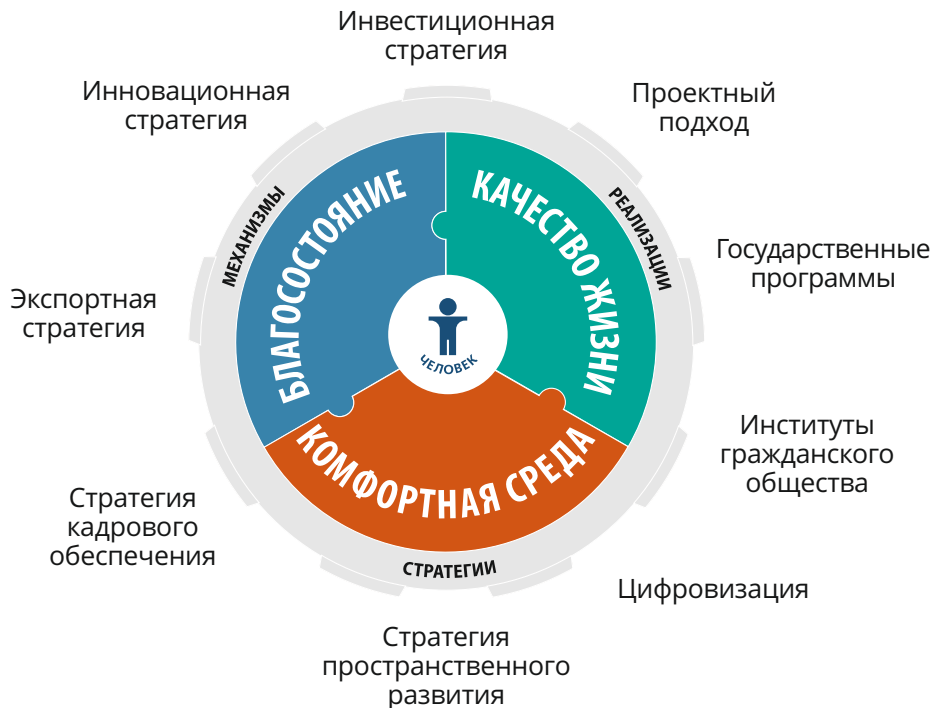 Инвестиционная
стратегия
Инновационная
стратегия
Проектный
подход
МЕХАНИЗМЫ
РЕАЛИЗАЦИИ
БЛАГОСОСТОЯНИЕ
КАЧЕСТВО ЖИЗНИ
Государственные
программы
Экспортная
стратегия
ЧЕЛОВЕК
КОМФОРТНАЯ СРЕДА
Институты
гражданского
общества
Стратегия
кадрового
обеспечения
СТРАТЕГИИ
Цифровизация
Стратегия
пространственного
развития